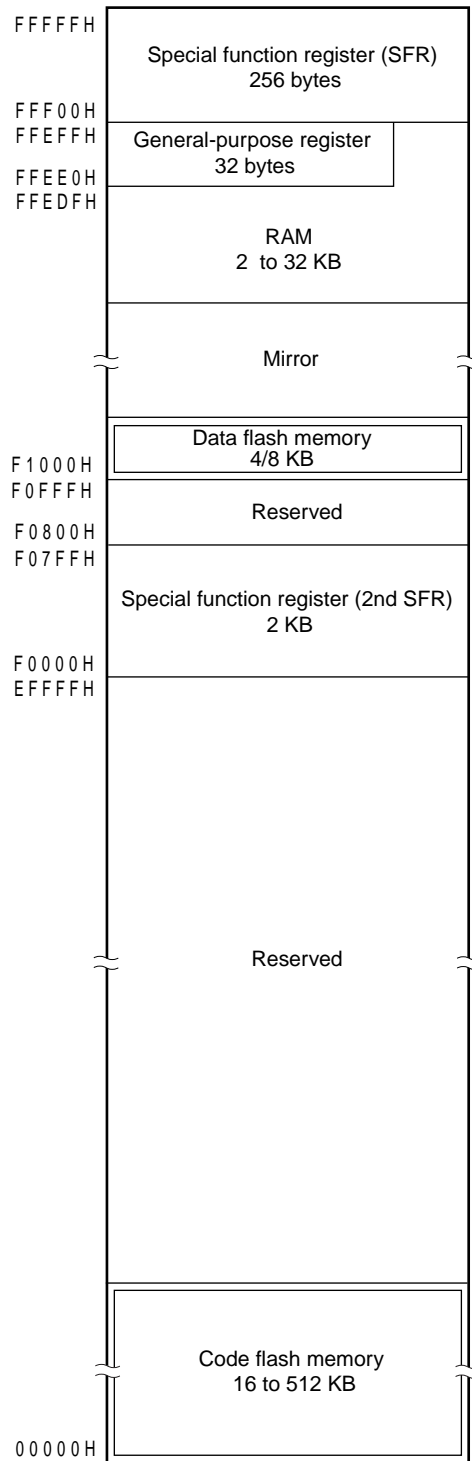 FFFFFH
Special function register (SFR)
256 bytes
FFF00H
FFEFFH
General-purpose register
32 bytes
FFEE0H
FFEDFH
RAM
2 to 32 KB
Mirror
Data flash memory
4/8 KB
F1000H
F0FFFH
Reserved
F0800H
F07FFH
Special function register (2nd SFR)
2 KB
F0000H
EFFFFH
Reserved
Code flash memory
16 to 512 KB
00000H